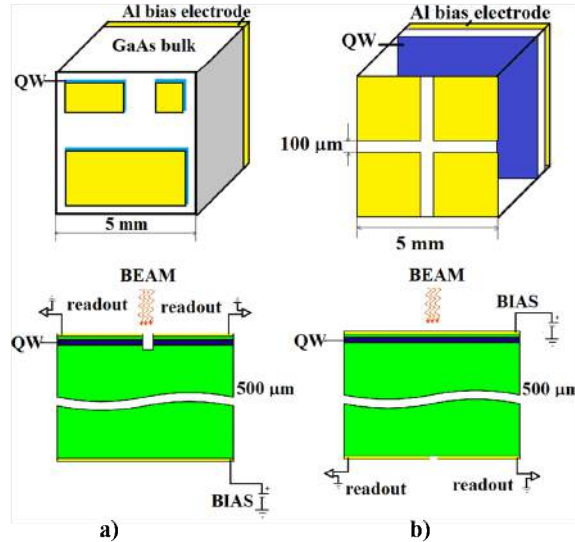 Al bias electrode
GaAs bulk
QW
5 mm
Al bias electrode
QW
100 μm
5 mm
BEAM
readout readout
QW
500 μm
BIAS
a)
BEAM
BIAS
QW
500 μm
readout readout
b)